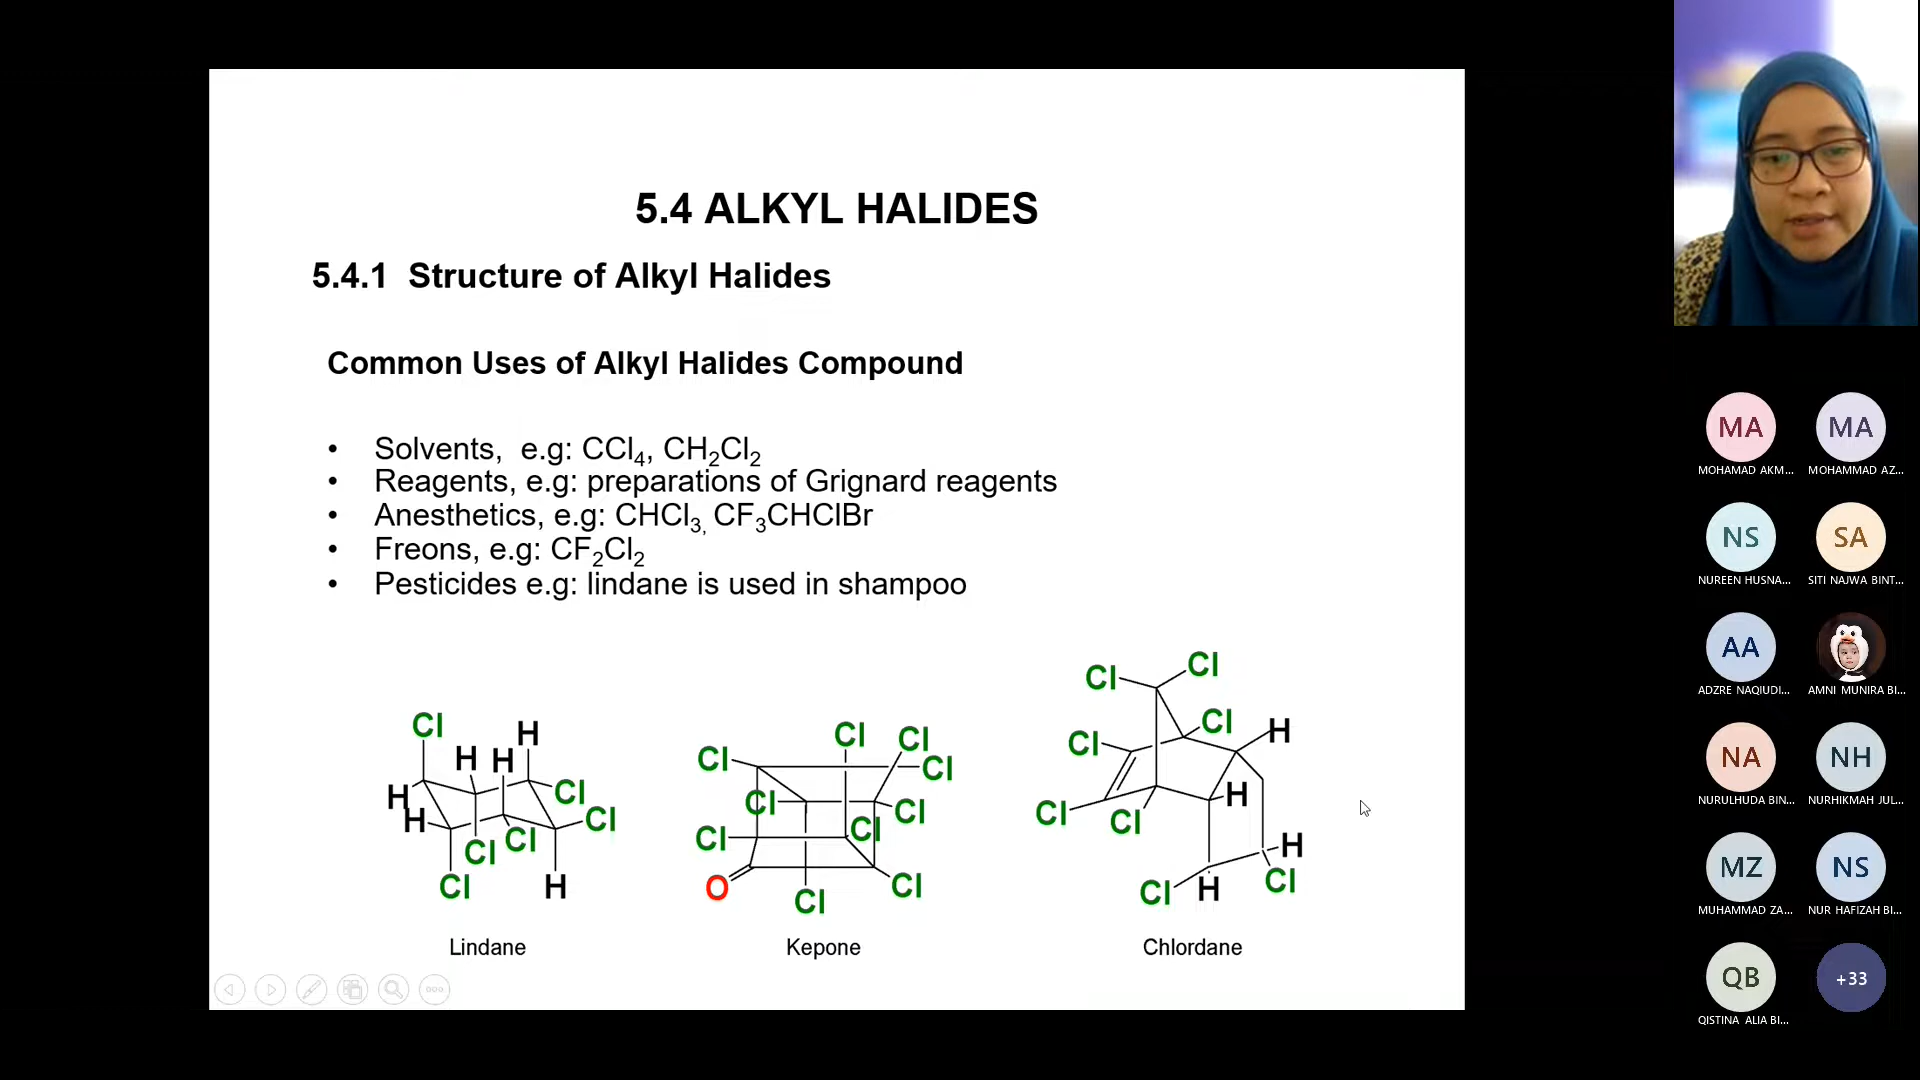 5.4 ALKYL HALIDES
5.4.1 Structure of Alkyl Halides
Common Uses of Alkyl Halides Compound
• Solvents, e.g: CCl4, CH2Cl2
• Reagents, e.g: preparations of Grignard reagents
• Anesthetics, e.g: CHCl3, CF3CHClBr
• Freons, e.g: CF2Cl2
• Pesticides e.g: lindane is used in shampoo
Cl
H
H
H
H
Cl
H
Cl
Cl
Cl
Cl
H
Lindane
Cl
Cl
Cl
Cl
Cl
Cl
Cl
Cl
O
Cl
Cl
Kepone
Cl
Cl
Cl
Cl
H
H
Cl
Cl
H
Cl
H
Cl
Chlordane
MA
MA
MOHAMAD AKM...
MOHAMMAD AZ...
NS
SA
NUREEN HUSNA...
SITI NAJWA BINT...
AA
ADZRE NAQIUDI...
AMNI MUNIRA BI...
NA
NH
NURULHUDA BIN...
NURHIKMAH JUL...
MZ
NS
MUHAMMAD ZA...
NUR HAFIZAH BI...
QB
+33
QISTINA ALIA BI...